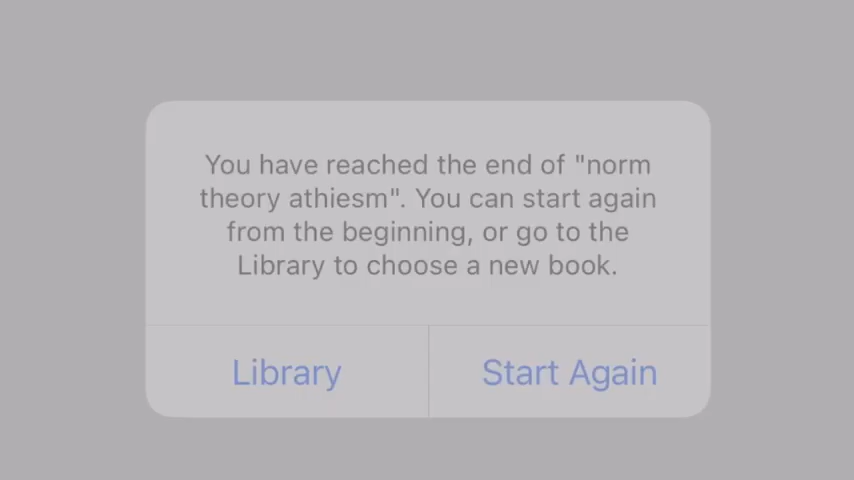 You have reached the end of "norm
theory athiesm". You can start again
from the beginning, or go to the
Library to choose a new book.
Library
Start Again